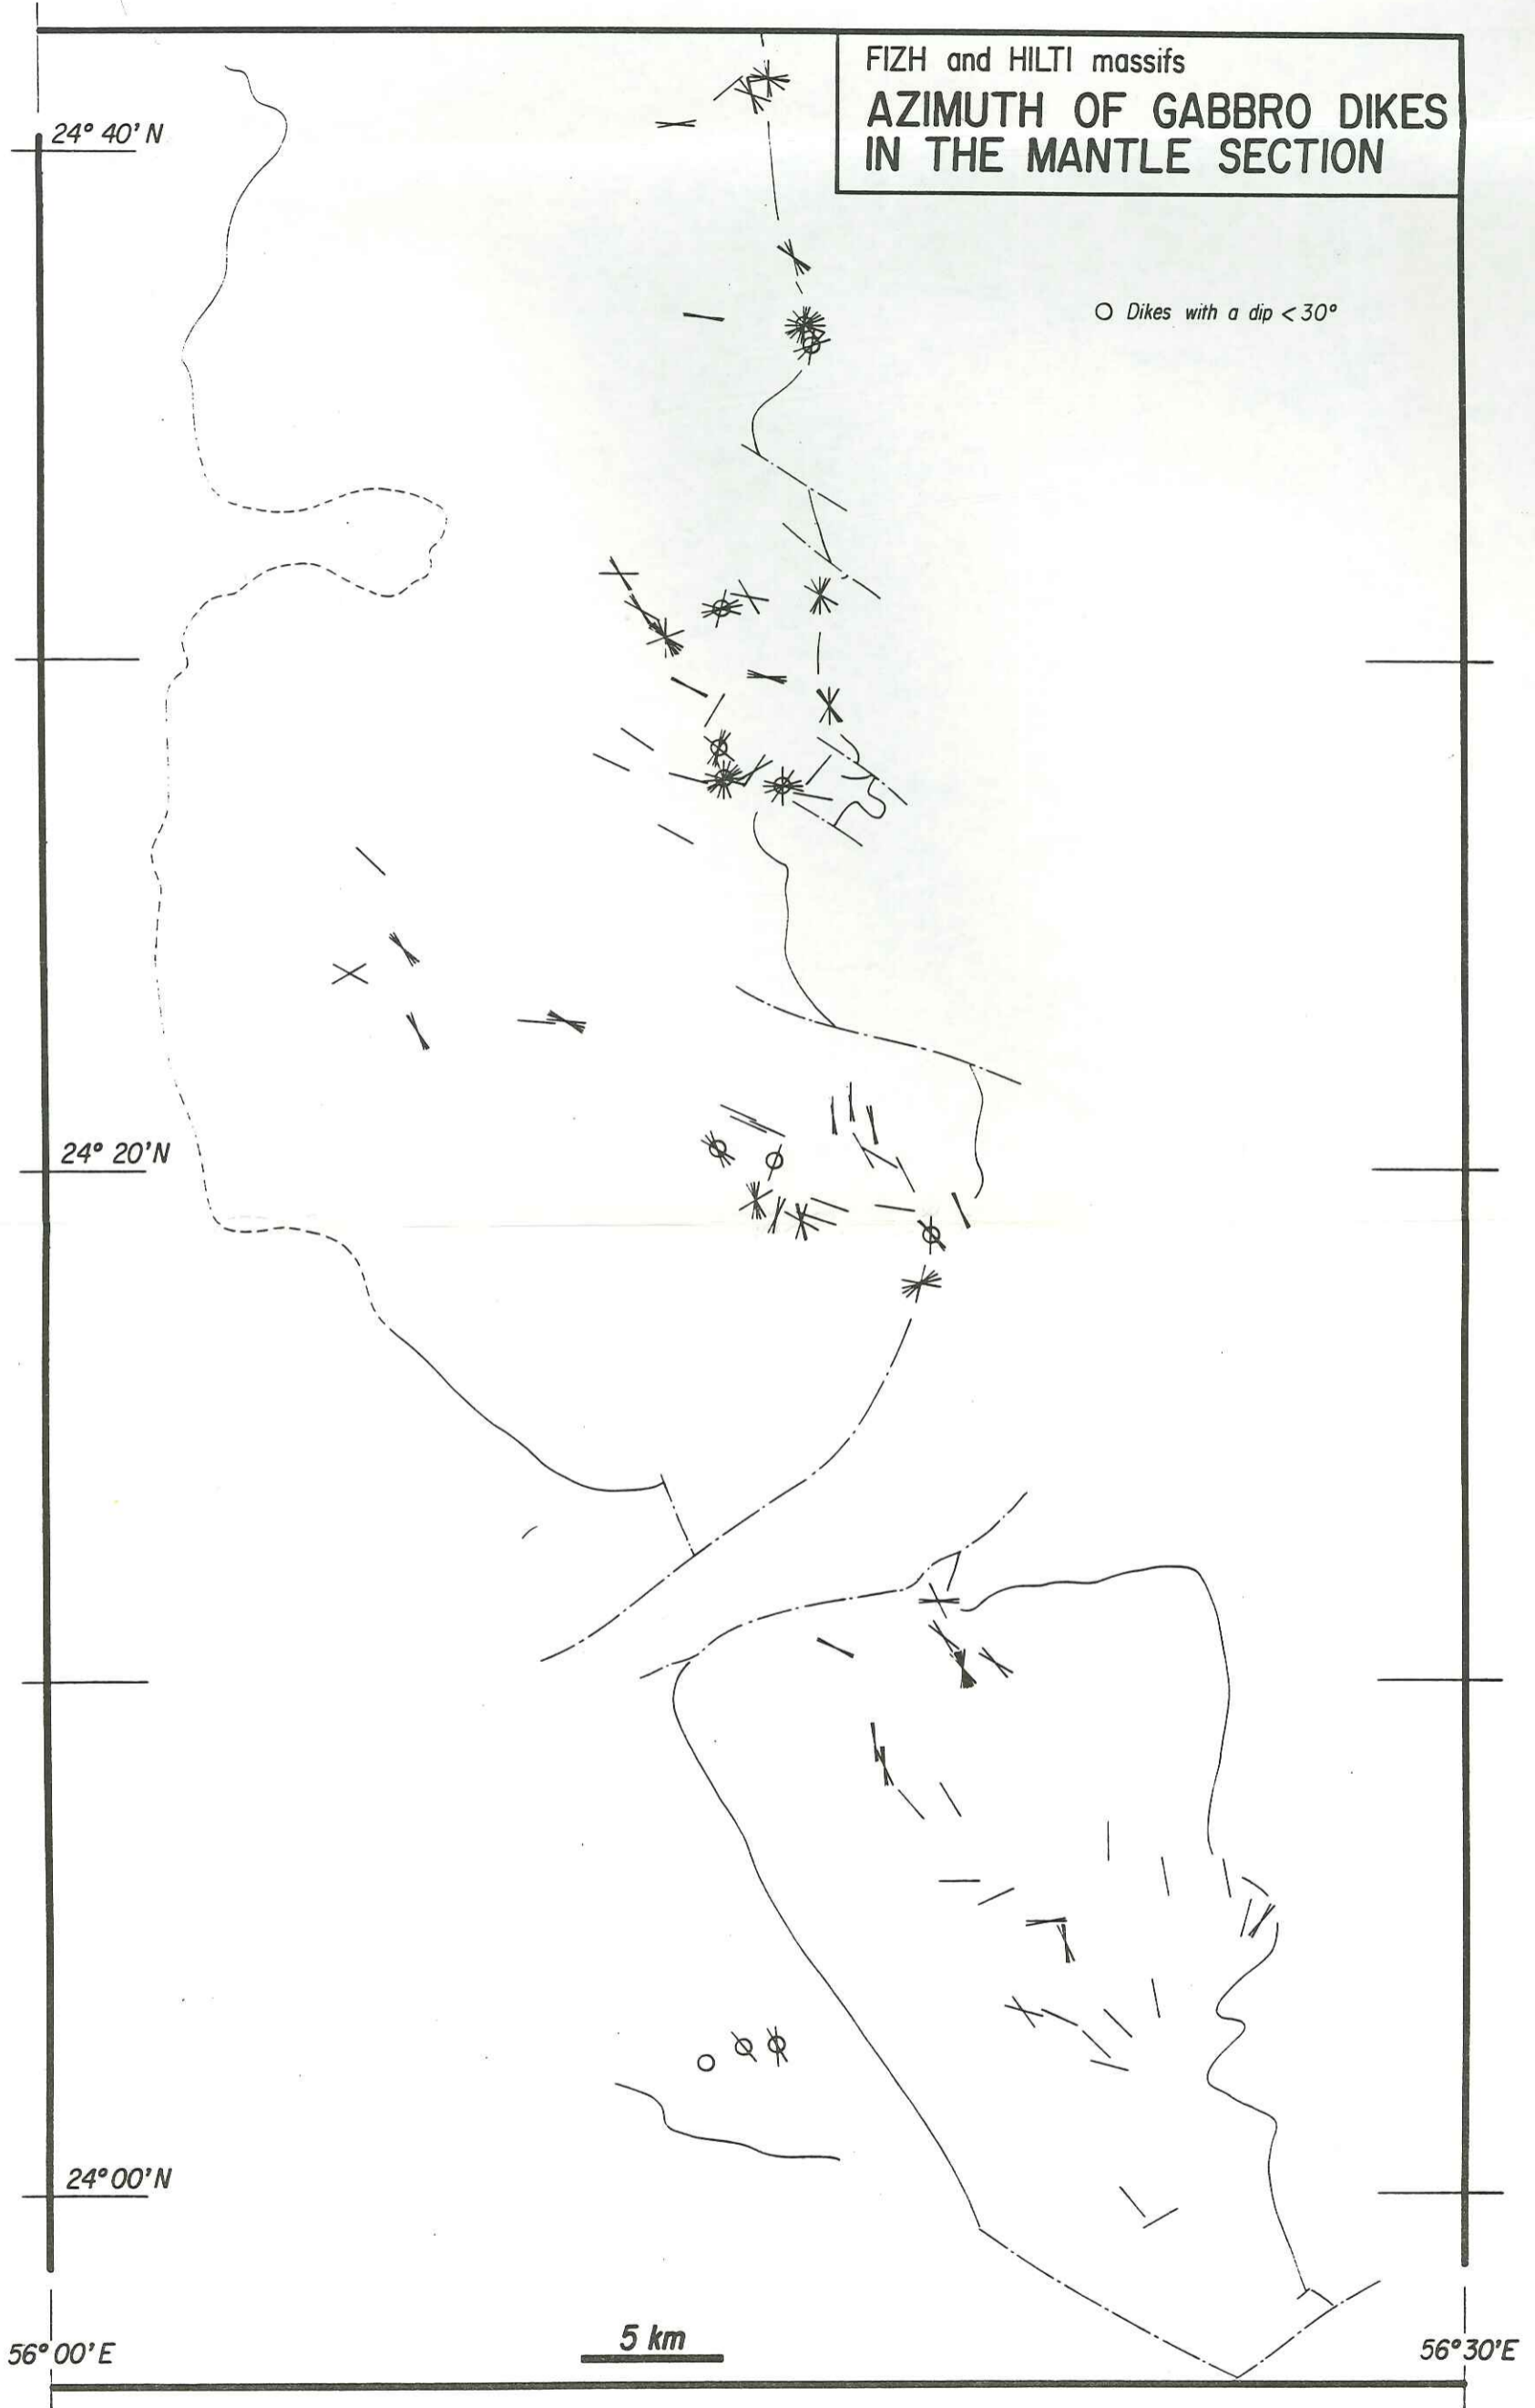 FIZH and HILTI massifs
AZIMUTH OF GABBRO DIKES
IN THE MANTLE SECTION
24° 40' N
Dikes with a dip < 30°
24° 20'N
24°00'N
5 km
56°00'E
56°30'E